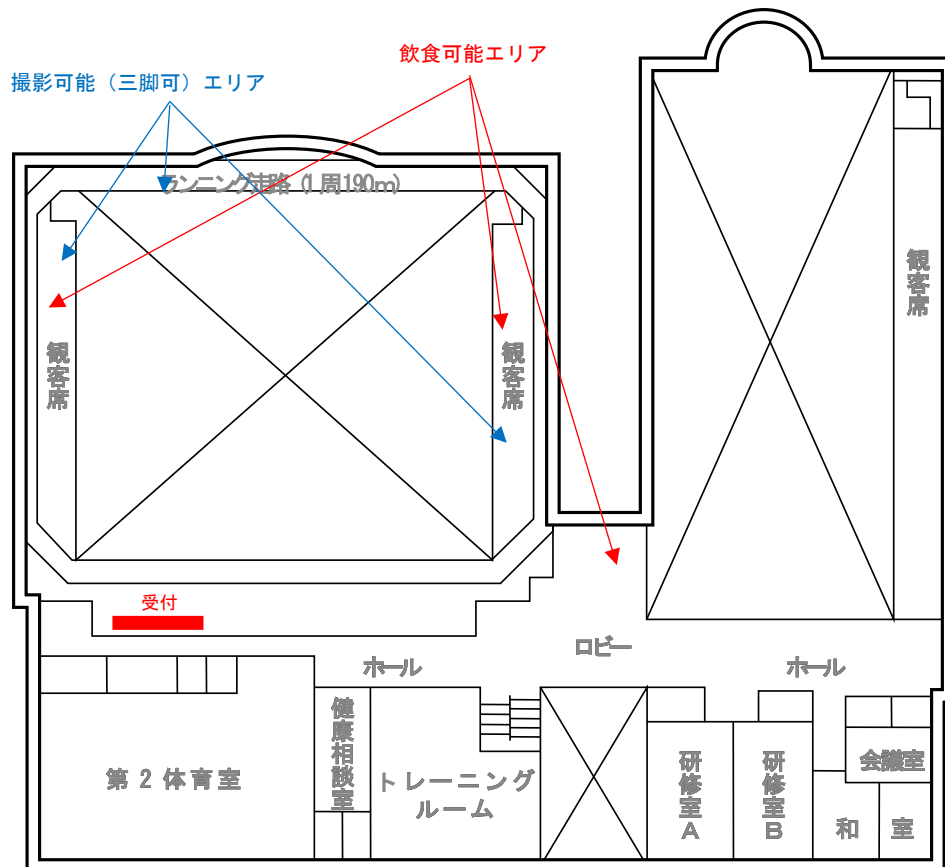 飲食可能エリア
撮影可能（三脚可）エリア
ランニング走路（1周190m）
観客席
観客席
観客席
受付
ロビー
ホール
ホール
健康相談室
第２体育室
トレーニング
ルーム
研修室A
研修室B
会議室
和室